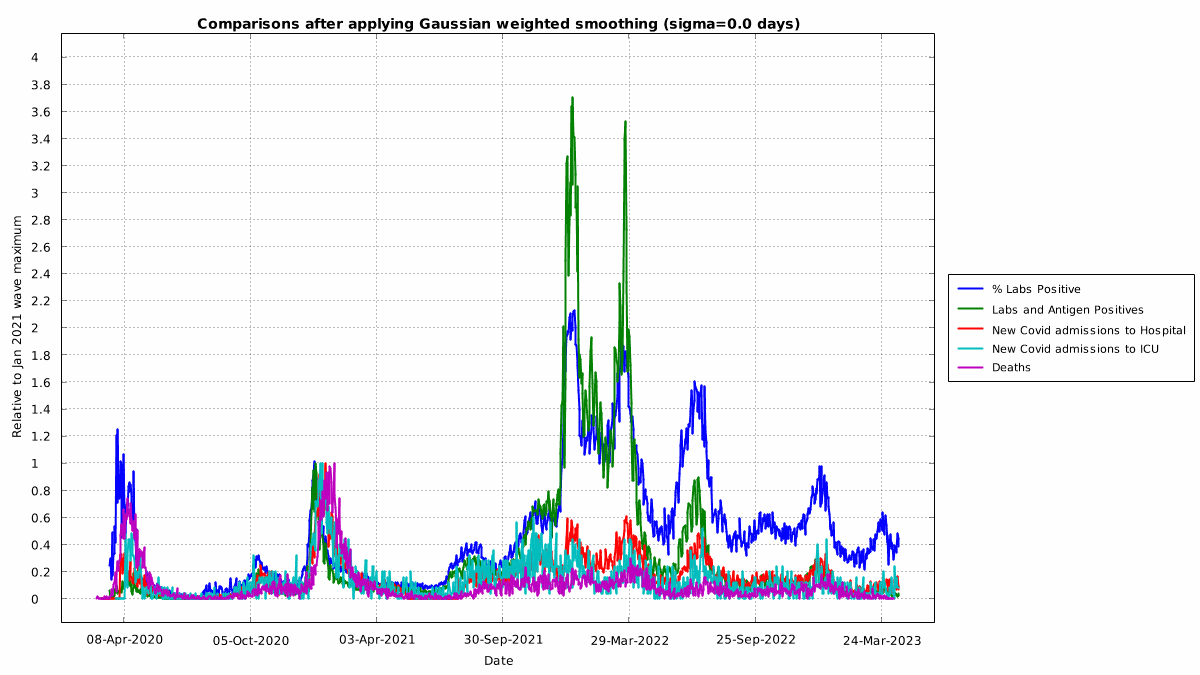 Comparisons after applying Gaussian weighted smoothing (sigma=0.0 days)
Relative to Jan 2021 wave maximum
4
3.8
3.6
3.4
3.2
3
2.8
2.6
2.4
2.2
2
1.8
1.6
1.4
1.2
1
0.8
0.6
0.4
0.2
0
08-Apr-2020
05-Oct-2020
03-Apr-2021
30-Sep-2021
29-Mar-2022
25-Sep-2022
24-Mar-2023
Date
% Labs Positive
Labs and Antigen Positives
New Covid admissions to Hospital
New Covid admissions to ICU
Deaths